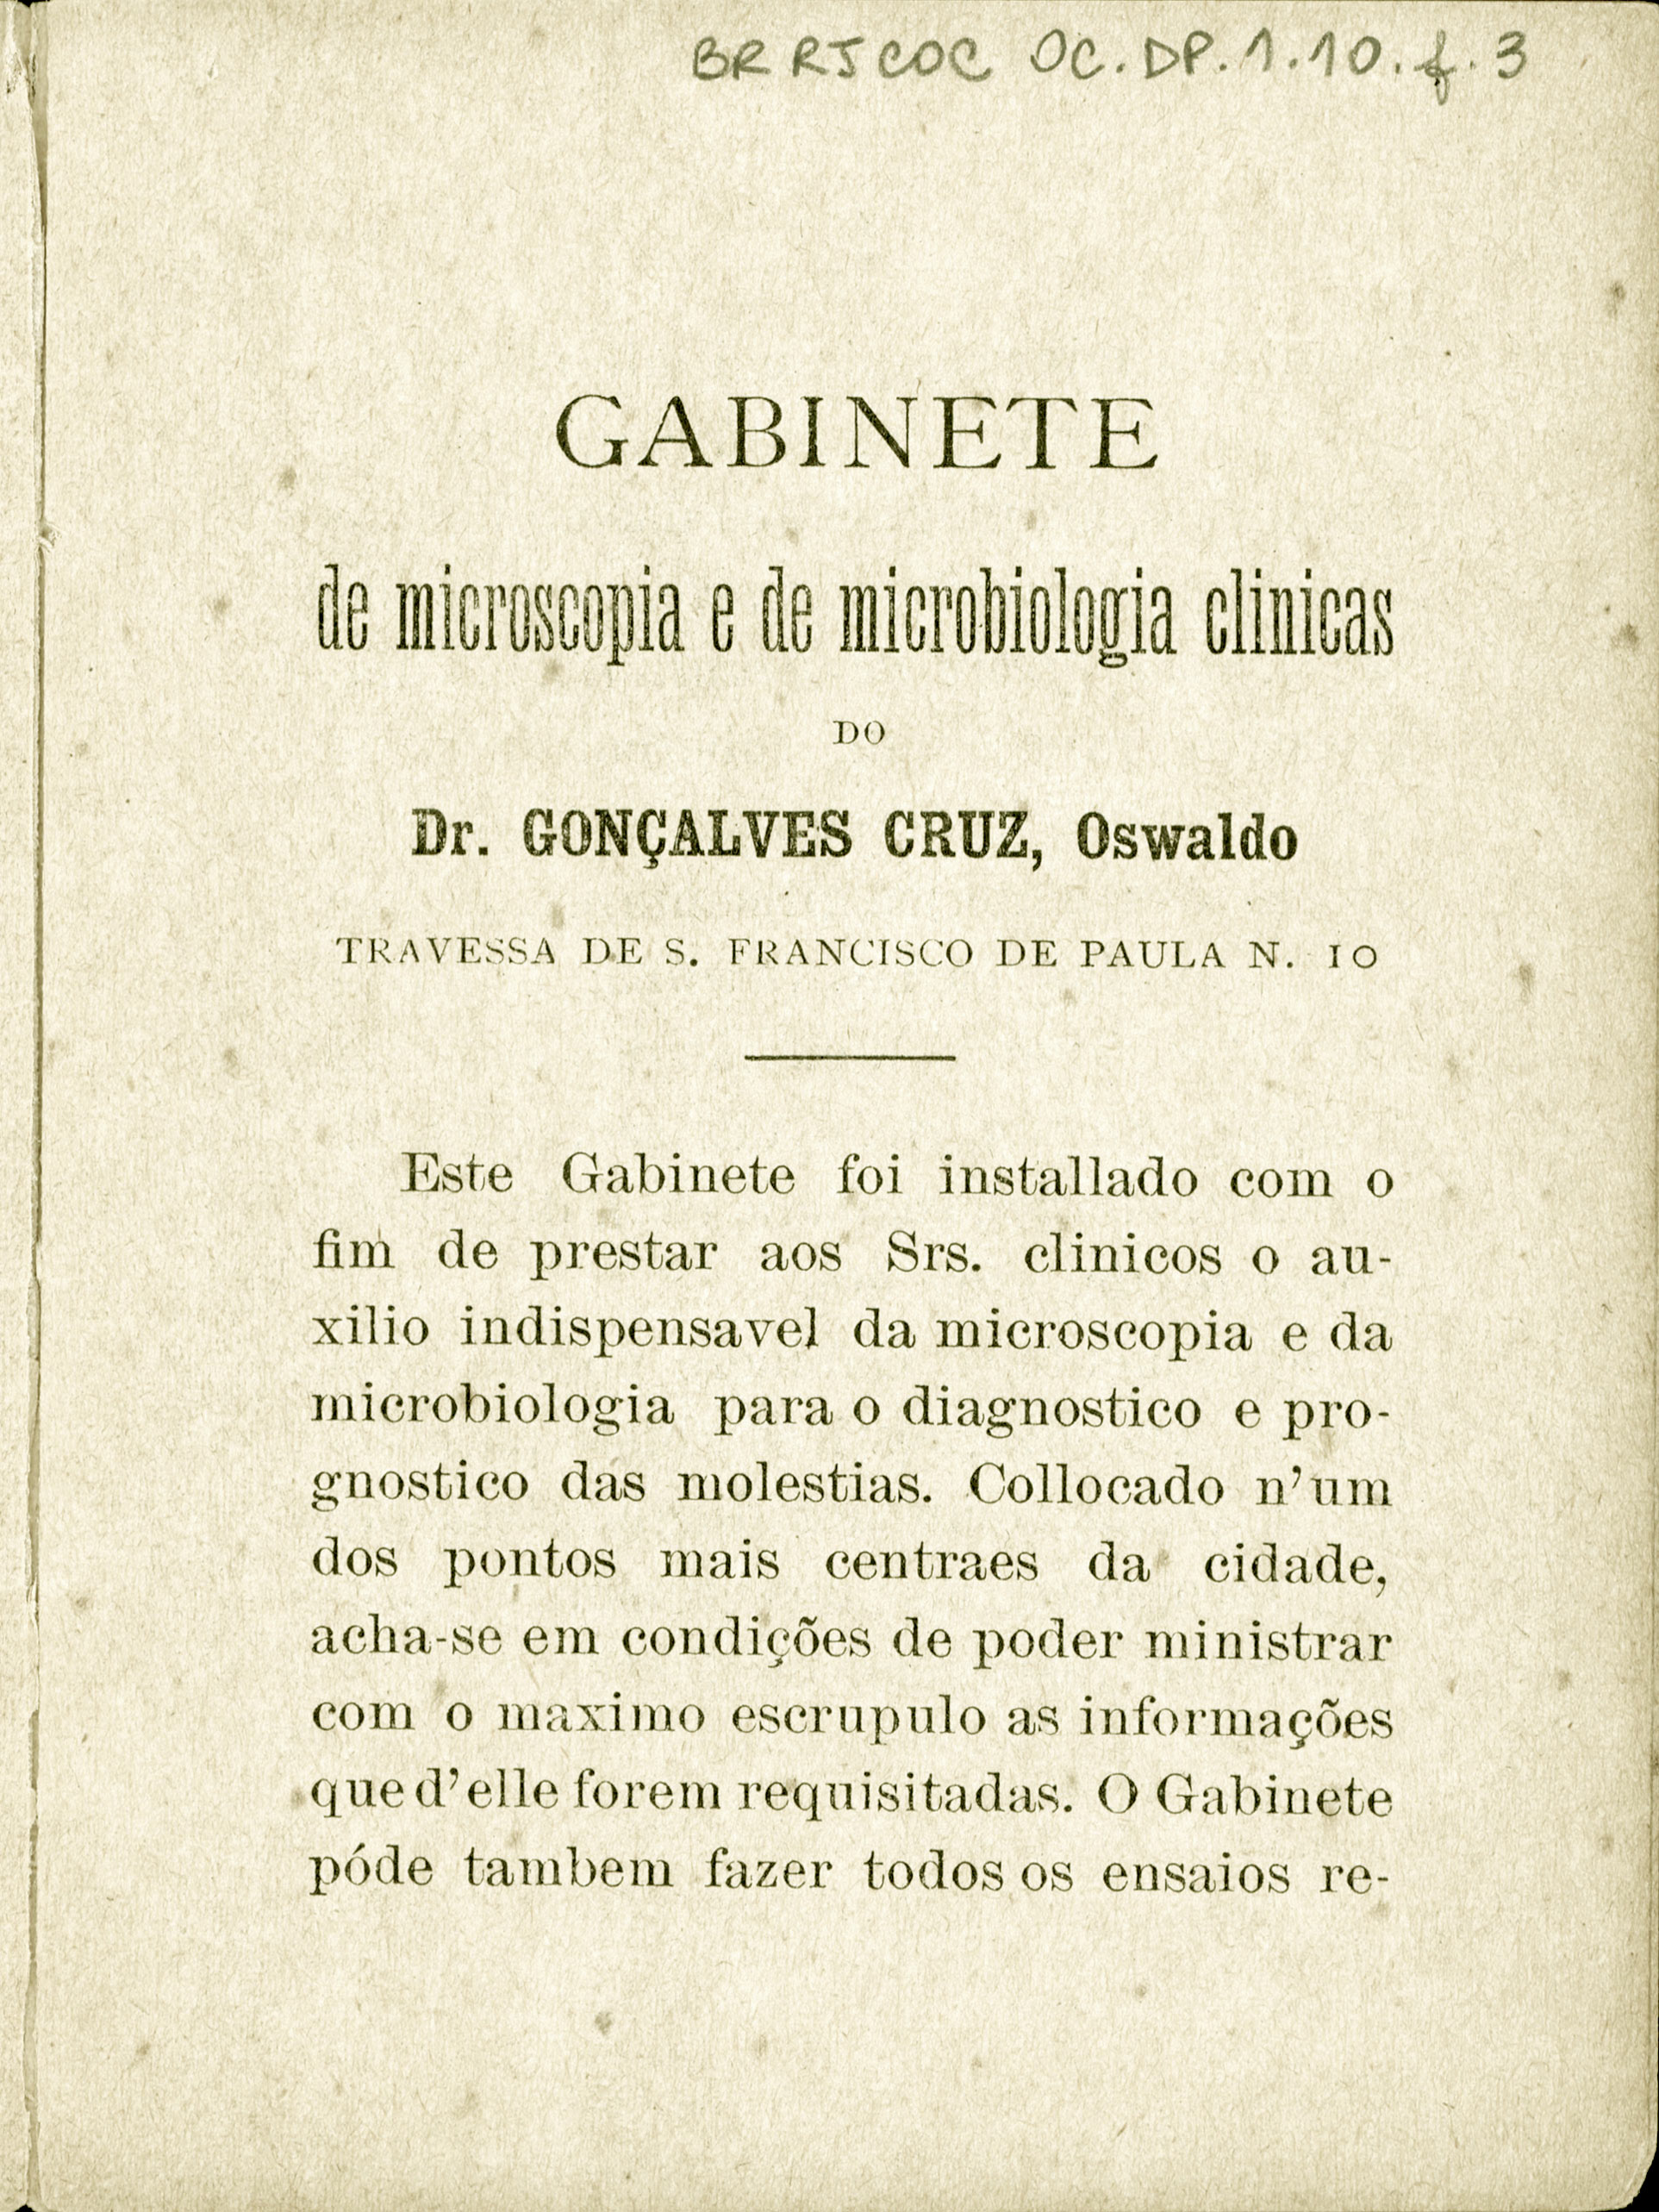 BR RJCOC OC.DP.1.10.f.3
GABINETE
de microscopia e de microbiologia clinicas
DO
Dr. GONÇALVES CRUZ, Oswaldo
TRAVESSA DE S. FRANCISCO DE PAULA N. 10
Este Gabinete foi installado com o
fim de prestar aos Srs. clinicos o au-
xilio indispensavel da microscopia e da
microbiologia para o diagnostico e pro-
gnostico das molestias. Collocado n'um
dos pontos mais centraes da cidade,
acha-se em condições de poder ministrar
com o maximo escrupulo as informações
que d'elle forem requisitadas. O Gabinete
póde tambem fazer todos os ensaios re-